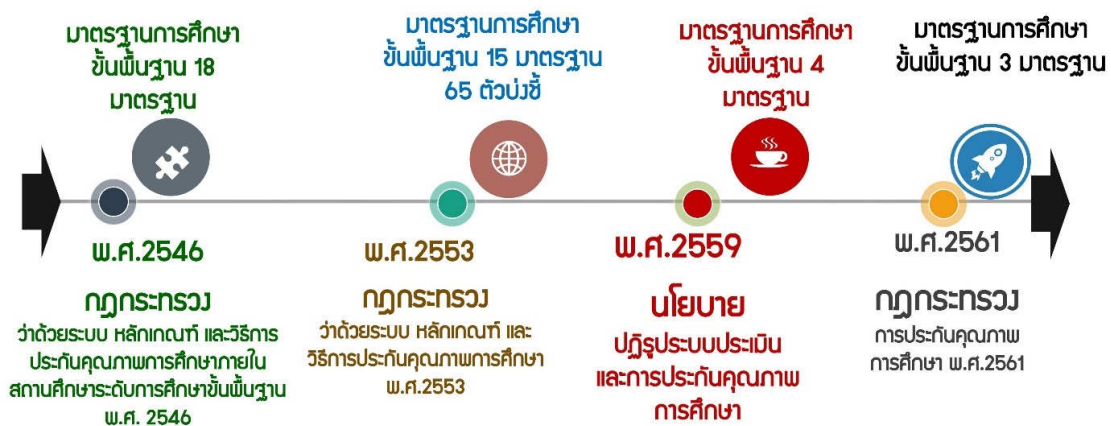 มาตรฐานการศึกษา
ขั้นพื้นฐาน 18
มาตรฐาน
มาตรฐานการศึกษา
ขั้นพื้นฐาน 15 มาตรฐาน
65 ตัวบ่งชี้
มาตรฐานการศึกษา
ขั้นพื้นฐาน 4
มาตรฐาน
มาตรฐานการศึกษา
ขั้นพื้นฐาน 3 มาตรฐาน
พ.ศ.2546
กฎกระทรวง
ว่าด้วยระบบ หลักเกณฑ์ และวิธีการ
ประกันคุณภาพการศึกษาภายใน
สถานศึกษาระดับการศึกษาขั้นพื้นฐาน
พ.ศ. 2546
พ.ศ.2553
กฎกระทรวง
ว่าด้วยระบบ หลักเกณฑ์ และ
วิธีการประกันคุณภาพการศึกษา
พ.ศ.2553
พ.ศ.2559
นโยบาย
ปฏิรูประบบประเมิน
และการประกันคุณภาพ
การศึกษา
พ.ศ.2561
กฎกระทรวง
การประกันคุณภาพ
การศึกษา พ.ศ.2561